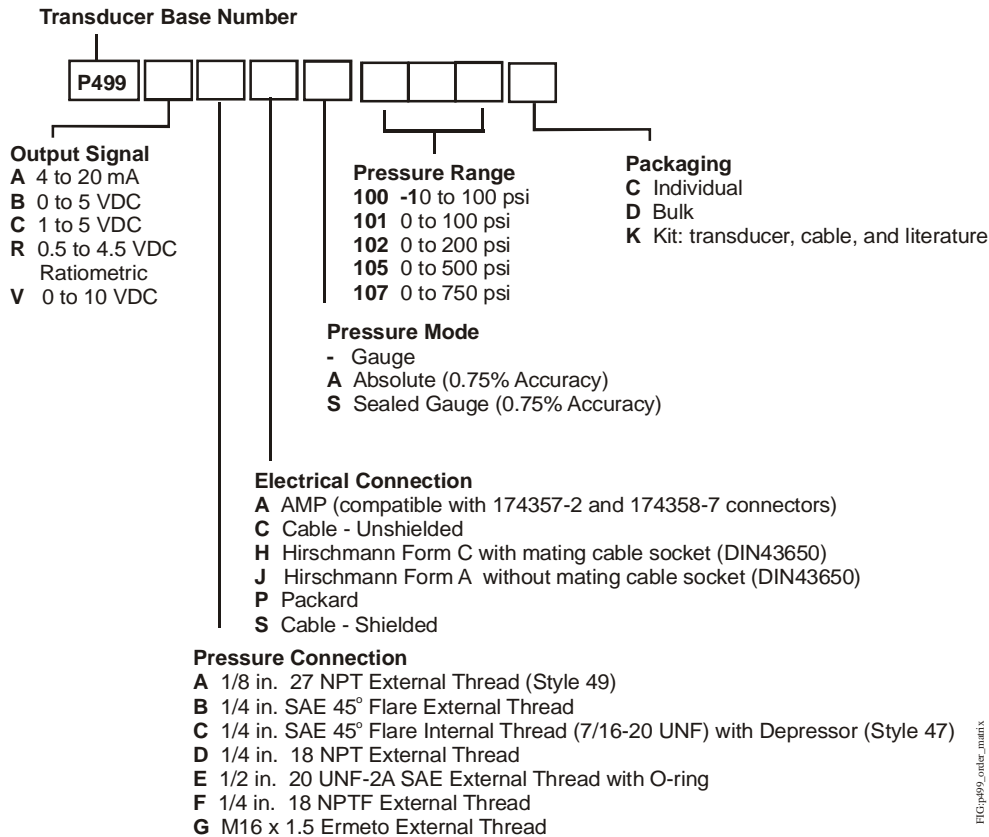 Transducer Base Number
P499
Output Signal
A 4 to 20 mA
B 0 to 5 VDC
C 1 to 5 VDC
R 0.5 to 4.5 VDC
Ratiometric
V 0 to 10 VDC
Pressure Range
100 -10 to 100 psi
101 0 to 100 psi
102 0 to 200 psi
105 0 to 500 psi
107 0 to 750 psi
Packaging
C Individual
D Bulk
K Kit: transducer, cable, and literature
Pressure Mode
- Gauge
A Absolute (0.75% Accuracy)
S Sealed Gauge (0.75% Accuracy)
Electrical Connection
A AMP (compatible with 174357-2 and 174358-7 connectors)
C Cable - Unshielded
H Hirschmann Form C with mating cable socket (DIN43650)
J Hirschmann Form A without mating cable socket (DIN43650)
P Packard
S Cable - Shielded
Pressure Connection
A 1/8 in. 27 NPT External Thread (Style 49)
B 1/4 in. SAE 45° Flare External Thread
C 1/4 in. SAE 45° Flare Internal Thread (7/16-20 UNF) with Depressor (Style 47)
D 1/4 in. 18 NPT External Thread
E 1/2 in. 20 UNF-2A SAE External Thread with O-ring
F 1/4 in. 18 NPTF External Thread
G M16 x 1.5 Ermeto External Thread
FIG:p499_order_matrix